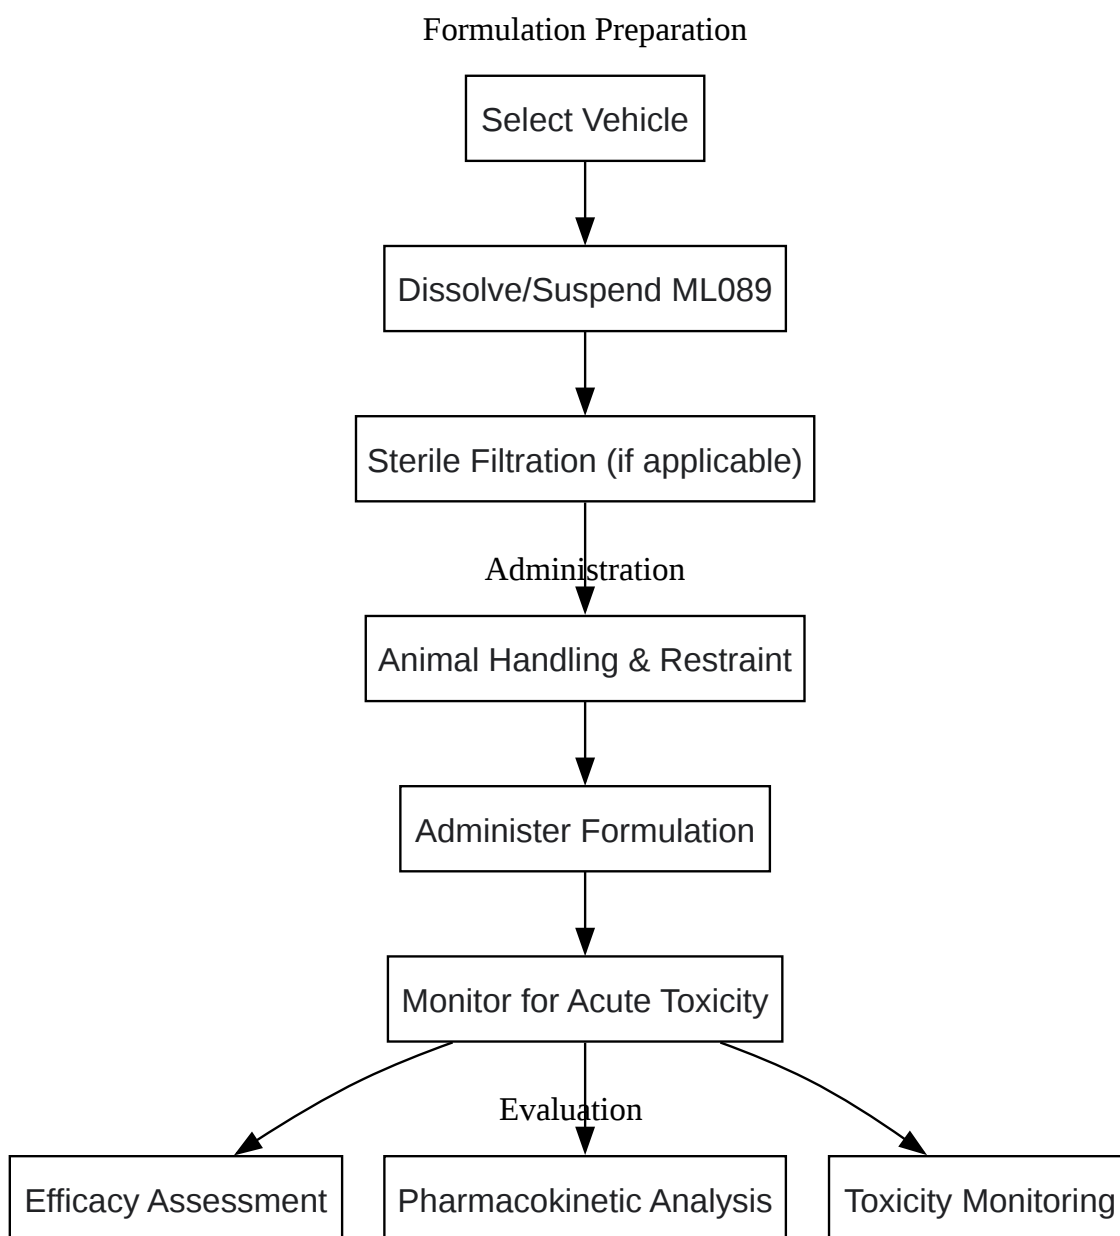 Formulation Preparation
Select Vehicle
Dissolve/Suspend ML089
Sterile Filtration (if applicable)
Administration
Animal Handling & Restraint
Administer Formulation
Monitor for Acute Toxicity
Evaluation
Efficacy Assessment
Pharmacokinetic Analysis
Toxicity Monitoring